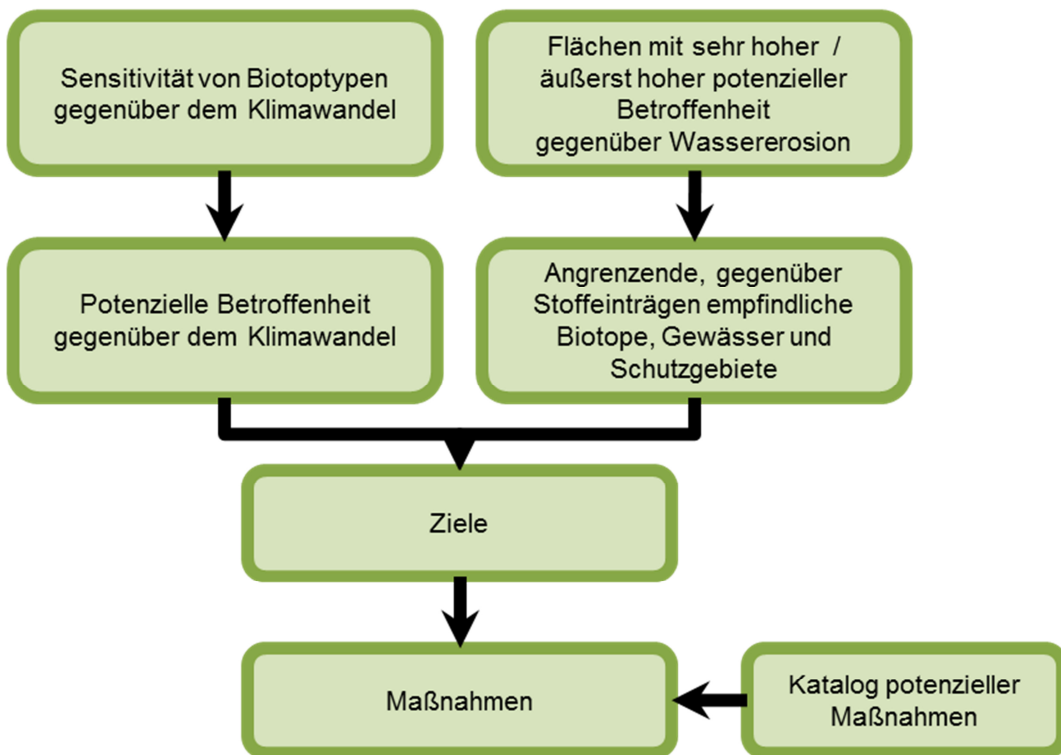 Sensitivität von Biotoptypen
gegenüber dem Klimawandel
Flächen mit sehr hoher /
äußerst hoher potenzieller
Betroffenheit
gegenüber Wassererosion
Potenzielle Betroffenheit
gegenüber dem Klimawandel
Angrenzende, gegenüber
Stoffeinträgen empfindliche
Biotope, Gewässer und
Schutzgebiete
Ziele
Maßnahmen
Katalog potenzieller
Maßnahmen